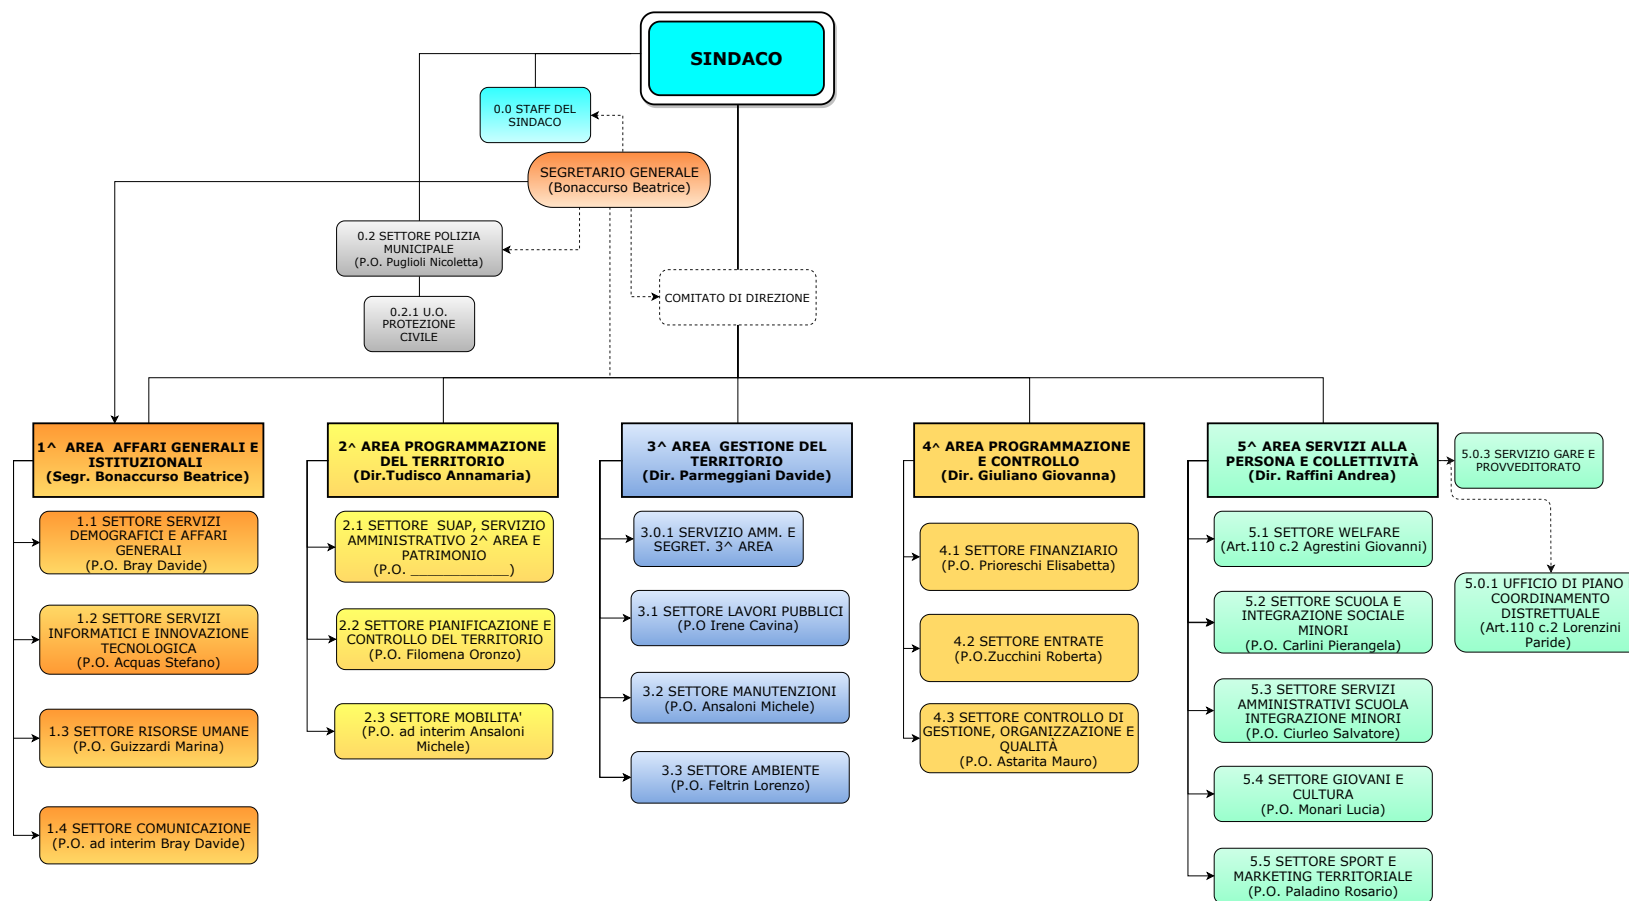 SINDACO
0.0 STAFF DEL
SINDACO
SEGRETARIO GENERALE
(Bonaccurso Beatrice)
0.2 SETTORE POLIZIA
MUNICIPALE
(P.O. Puglioli Nicoletta)
0.2.1 U.O.
PROTEZIONE
CIVILE
COMITATO DI DIREZIONE
1^ AREA AFFARI GENERALI E
ISTITUZIONALI
(Segr. Bonaccurso Beatrice)
1.1 SETTORE SERVIZI
DEMOGRAFICI E AFFARI
GENERALI
(P.O. Bray Davide)
1.2 SETTORE SERVIZI
INFORMATICI E INNOVAZIONE
TECNOLOGICA
(P.O. Acquas Stefano)
1.3 SETTORE RISORSE UMANE
(P.O. Guizzardi Marina)
1.4 SETTORE COMUNICAZIONE
(P.O. ad interim Bray Davide)
2^ AREA PROGRAMMAZIONE
DEL TERRITORIO
(Dir.Tudisco Annamaria)
2.1 SETTORE SUAP, SERVIZIO
AMMINISTRATIVO 2^ AREA E
PATRIMONIO
(P.O. _____________)
2.2 SETTORE PIANIFICAZIONE E
CONTROLLO DEL TERRITORIO
(P.O. Filomena Oronzo)
2.3 SETTORE MOBILITA'
(P.O. ad interim Ansaloni
Michele)
3^ AREA GESTIONE DEL
TERRITORIO
(Dir. Parmeggiani Davide)
3.0.1 SERVIZIO AMM. E
SEGRET. 3^ AREA
3.1 SETTORE LAVORI PUBBLICI
(P.O Irene Cavina)
3.2 SETTORE MANUTENZIONI
(P.O. Ansaloni Michele)
3.3 SETTORE AMBIENTE
(P.O. Feltrin Lorenzo)
4^ AREA PROGRAMMAZIONE
E CONTROLLO
(Dir. Giuliano Giovanna)
4.1 SETTORE FINANZIARIO
(P.O. Prioreschi Elisabetta)
4.2 SETTORE ENTRATE
(P.O.Zucchini Roberta)
4.3 SETTORE CONTROLLO DI
GESTIONE, ORGANIZZAZIONE E
QUALITÀ
(P.O. Astarita Mauro)
5^ AREA SERVIZI ALLA
PERSONA E COLLETTIVITÀ
(Dir. Raffini Andrea)
5.0.3 SERVIZIO GARE E
PROVVEDITORATO
5.0.1 UFFICIO DI PIANO
COORDINAMENTO
DISTRETTUALE
(Art.110 c.2 Lorenzini
Paride)
5.1 SETTORE WELFARE
(Art.110 c.2 Agrestini Giovanni)
5.2 SETTORE SCUOLA E
INTEGRAZIONE SOCIALE
MINORI
(P.O. Carlini Pierangela)
5.3 SETTORE SERVIZI
AMMINISTRATIVI SCUOLA
INTEGRAZIONE MINORI
(P.O. Ciurleo Salvatore)
5.4 SETTORE GIOVANI E
CULTURA
(P.O. Monari Lucia)
5.5 SETTORE SPORT E
MARKETING TERRITORIALE
(P.O. Paladino Rosario)